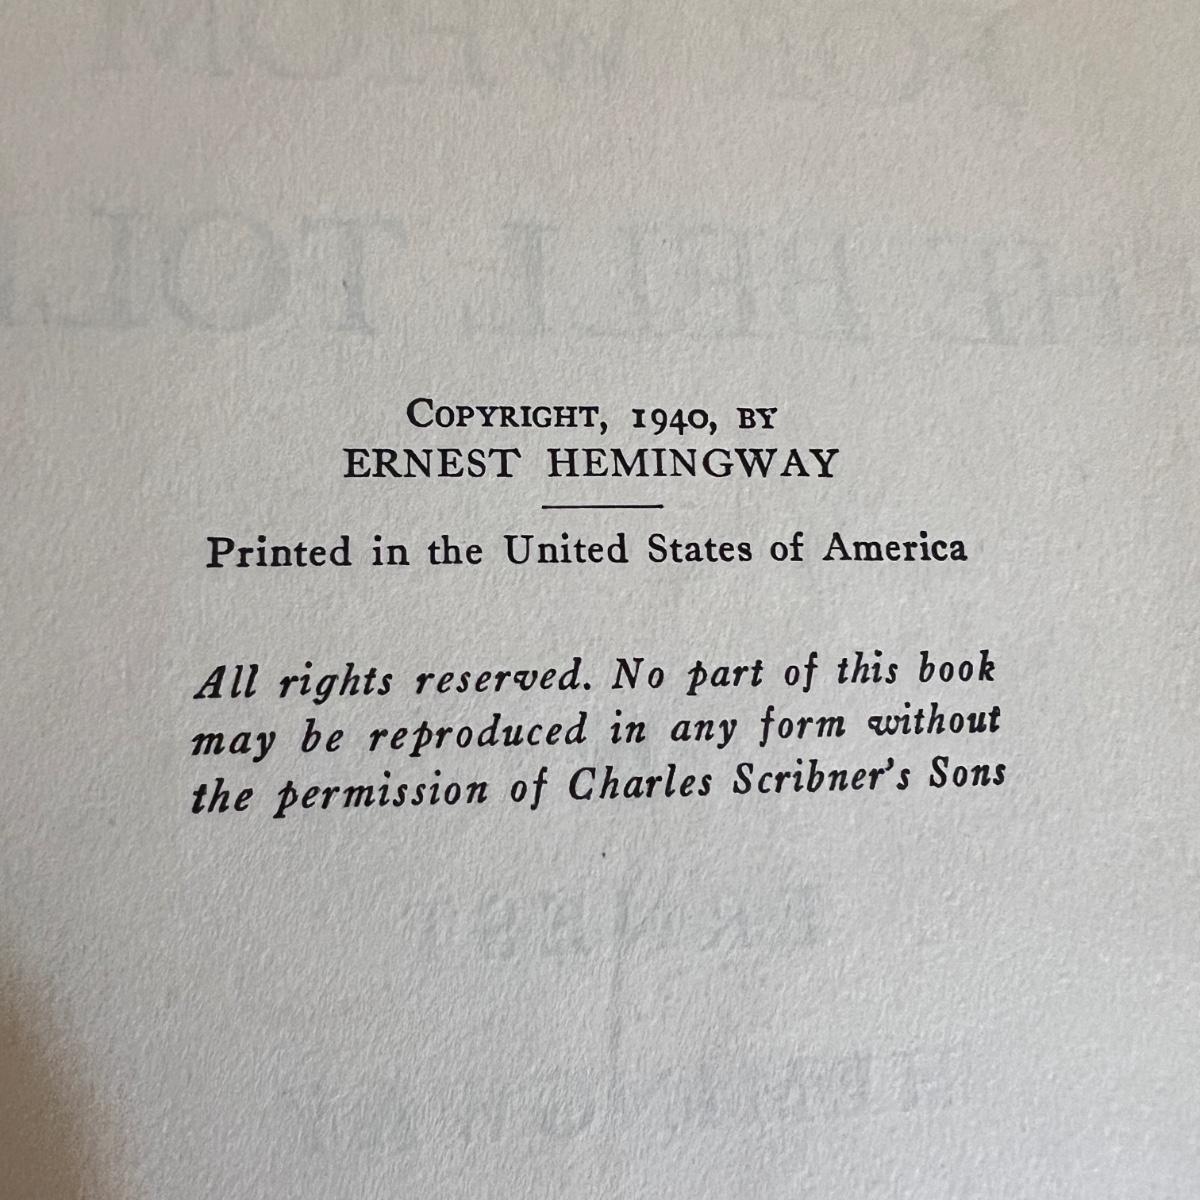 COPYRIGHT, 1940, BY
ERNEST HEMINGWAY
Printed in the United States of America
All rights reserved. No part of this book
may be reproduced in any form without
the permission of Charles Scribner's Sons